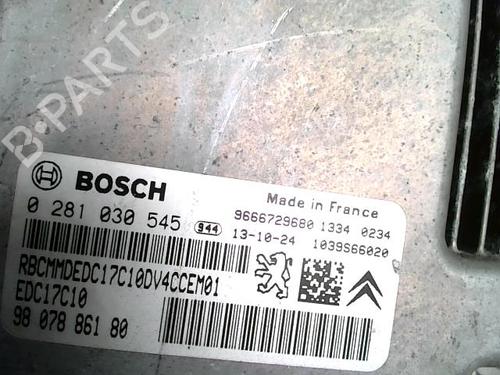 B-PARTS
BOSCH
Made in France
0 281 030 545 944
9666729680 1334 0234
13-10-24 1039S66020
RBCMMDEDC17C10DV4CCEM01
EDC17C10
98 078 861 80